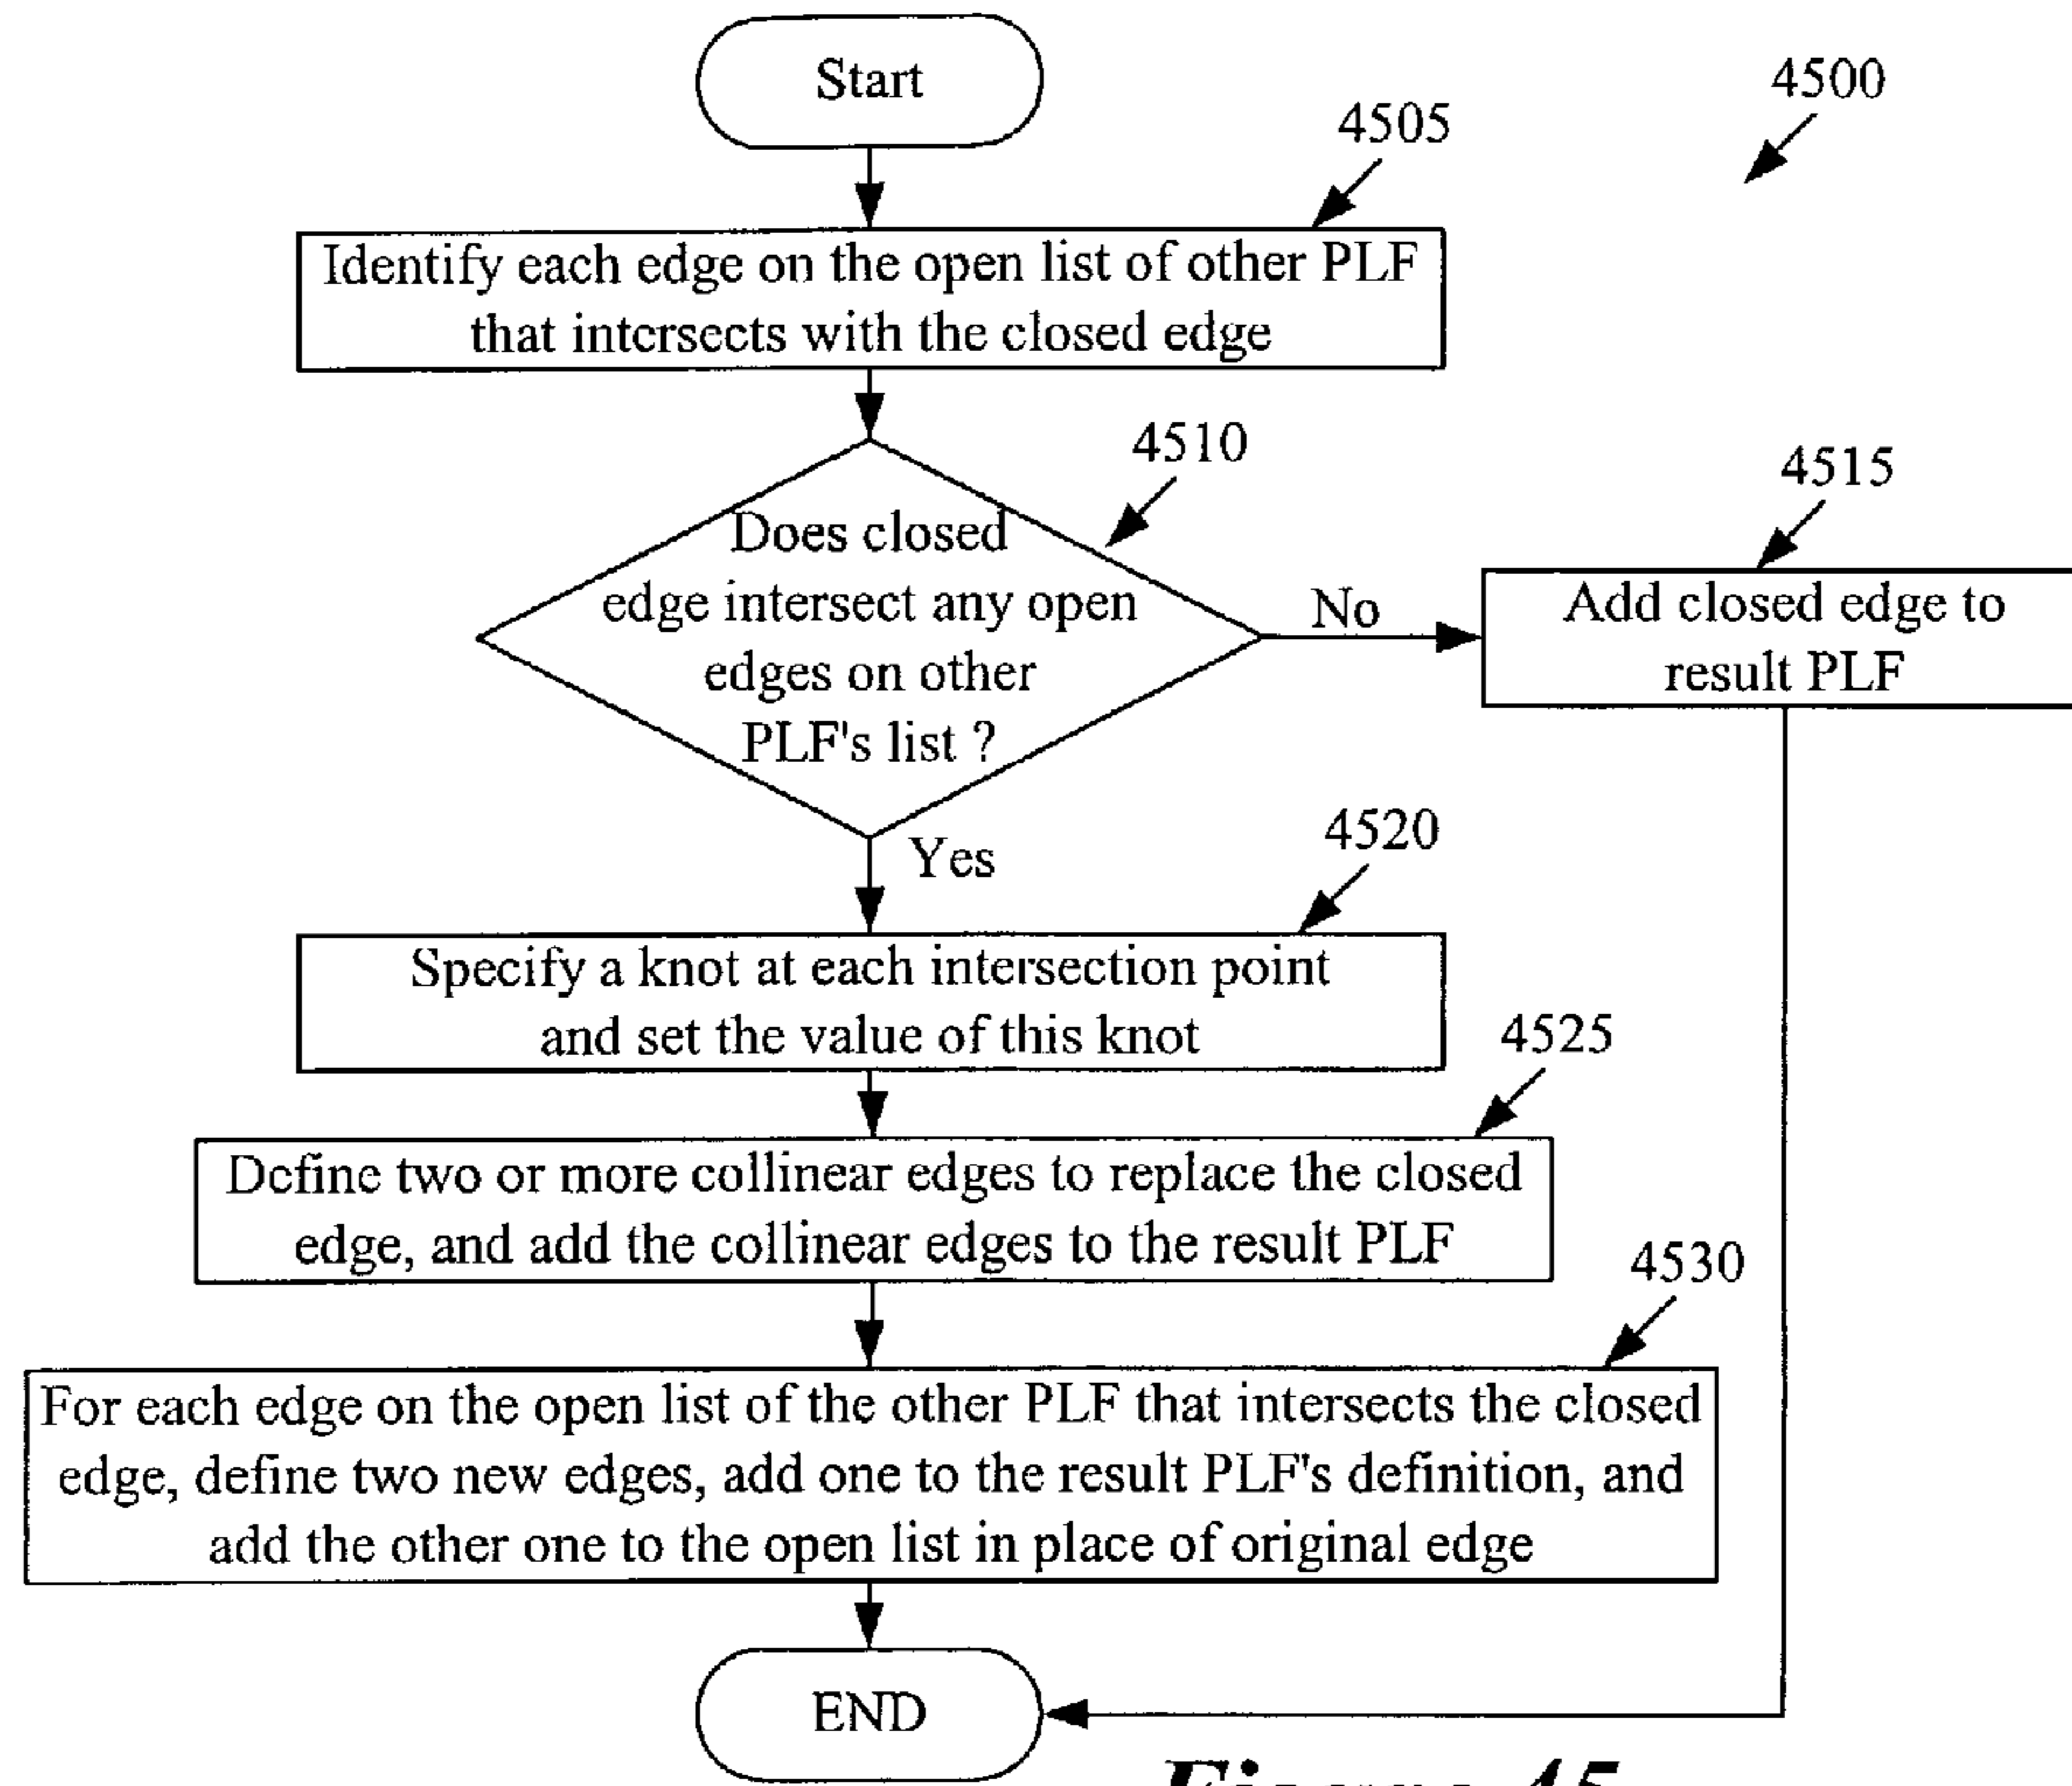 Start
4500
4505
Identify each edge on the open list of other PLF
that intersects with the closed edge
4510
Does closed
edge intersect any open
edges on other
PLF's list ?
No
4515
Add closed edge to
result PLF
Yes
4520
Specify a knot at each intersection point
and set the value of this knot
4525
Define two or more collinear edges to replace the closed
edge, and add the collinear edges to the result PLF
4530
For each edge on the open list of the other PLF that intersects the closed
edge, define two new edges, add one to the result PLF's definition, and
add the other one to the open list in place of original edge
END
Figure 45